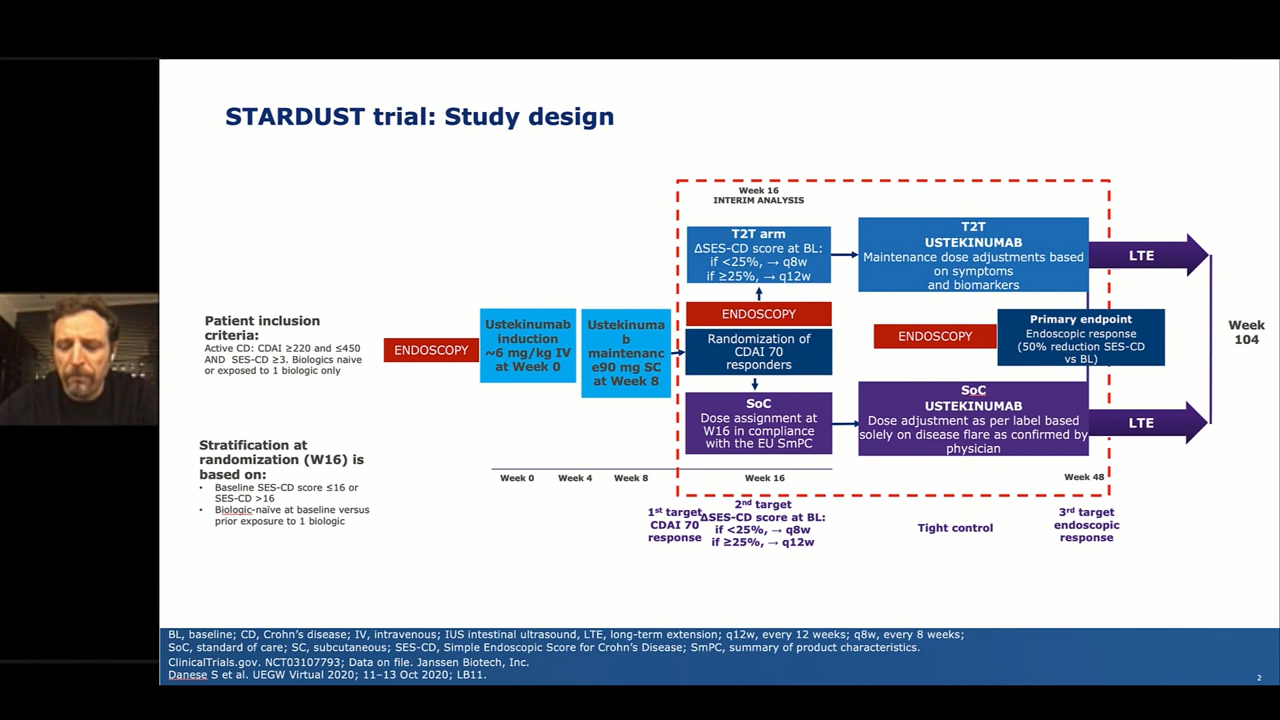 STARDUST trial: Study design
Patient inclusion
criteria:
Active CD: CDAI ≥220 and ≤450
AND SES-CD ≥3. Biologics naive
or exposed to 1 biologic only
Stratification at
randomization (W16) is
based on:
• Baseline SES-CD score ≤16 or
SES-CD >16
• Biologic-naïve at baseline versus
prior exposure to 1 biologic
ENDOSCOPY
Ustekinumab
induction
~6 mg/kg IV
at Week 0
Ustekinuma
b
maintenanc
e90 mg SC
at Week 8
Week 16
INTERIM ANALYSIS
T2T arm
ΔSES-CD score at BL:
if <25%, → q8w
if ≥25%, → q12w
ENDOSCOPY
Randomization of
CDAI 70
responders
SoC
Dose assignment at
W16 in compliance
with the EU SmPC
T2T
USTEKINUMAB
Maintenance dose adjustments based
on symptoms
and biomarkers
ENDOSCOPY
Primary endpoint
Endoscopic response
(50% reduction SES-CD
vs BL)
SoC
USTEKINUMAB
Dose adjustment as per label based
solely on disease flare as confirmed by
physician
LTE
LTE
Week
104
Week 0
Week 4
Week 8
Week 16
Week 48
1st target
CDAI 70
response
2nd target
ΔSES-CD score at BL:
if <25%, → q8w
if ≥25%, → q12w
Tight control
3rd target
endoscopic
response
BL, baseline; CD, Crohn's disease; IV, intravenous; IUS intestinal ultrasound, LTE, long-term extension; q12w, every 12 weeks; q8w, every 8 weeks;
SoC, standard of care; SC, subcutaneous; SES-CD, Simple Endoscopic Score for Crohn's Disease; SmPC, summary of product characteristics.
ClinicalTrials.gov. NCT03107793; Data on file. Janssen Biotech, Inc.
Danese S et al. UEGW Virtual 2020; 11–13 Oct 2020; LB11.
2